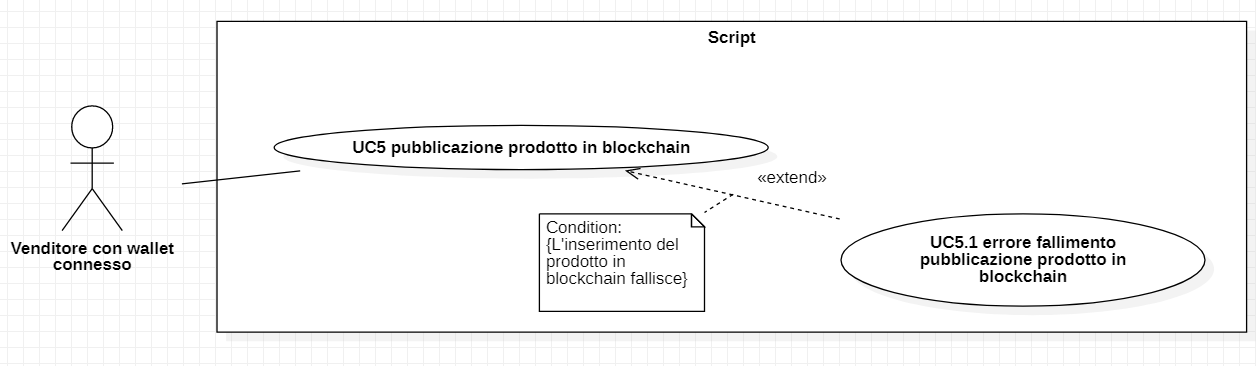 Script
UC5 pubblicazione prodotto in blockchain
«extend»
Condition:
{L'inserimento del
prodotto in
blockchain fallisce}
UC5.1 errore fallimento
pubblicazione prodotto in
blockchain
Venditore con wallet
connesso